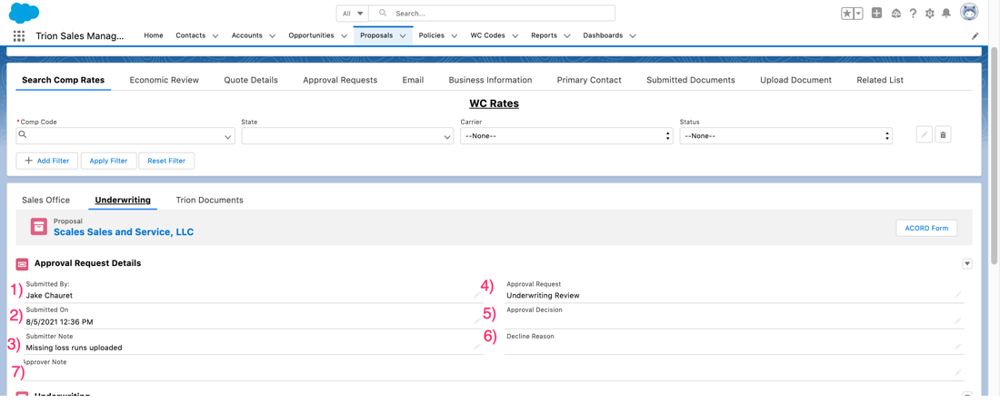 All Search...
Trion Sales Manag... Home Contacts Accounts Opportunities Proposals Policies WC Codes Reports Dashboards
Search Comp Rates Economic Review Quote Details Approval Requests Email Business Information Primary Contact Submitted Documents Upload Document Related List
WC Rates
*Comp Code State Carrier Status
--None-- --None--
Add Filter Apply Filter Reset Filter
Sales Office Underwriting Trion Documents
Proposal
Scales Sales and Service, LLC ACORD Form
Approval Request Details
1) Submitted By: 4) Approval Request
Jake Chauret Underwriting Review
2) Submitted On 5) Approval Decision
8/5/2021 12:36 PM
3) Submitter Note 6) Decline Reason
Missing loss runs uploaded
7) Approver Note
Underwriting